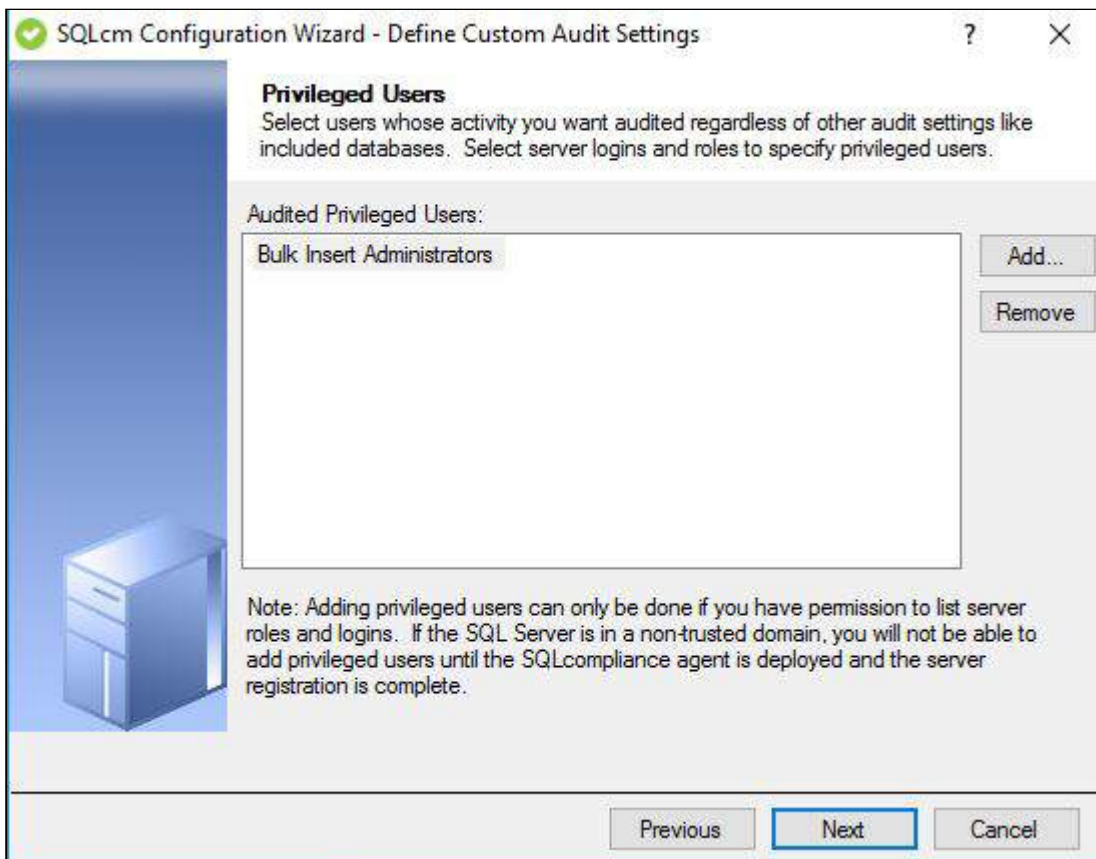 SQLcm Configuration Wizard - Define Custom Audit Settings
?
Privileged Users
Select users whose activity you want audited regardless of other audit settings like
included databases. Select server logins and roles to specify privileged users.
Audited Privileged Users:
Bulk Insert Administrators
Add...
Remove
Note: Adding privileged users can only be done if you have permission to list server
roles and logins. If the SQL Server is in a non-trusted domain, you will not be able to
add privileged users until the SQLcompliance agent is deployed and the server
registration is complete.
Previous
Next
Cancel